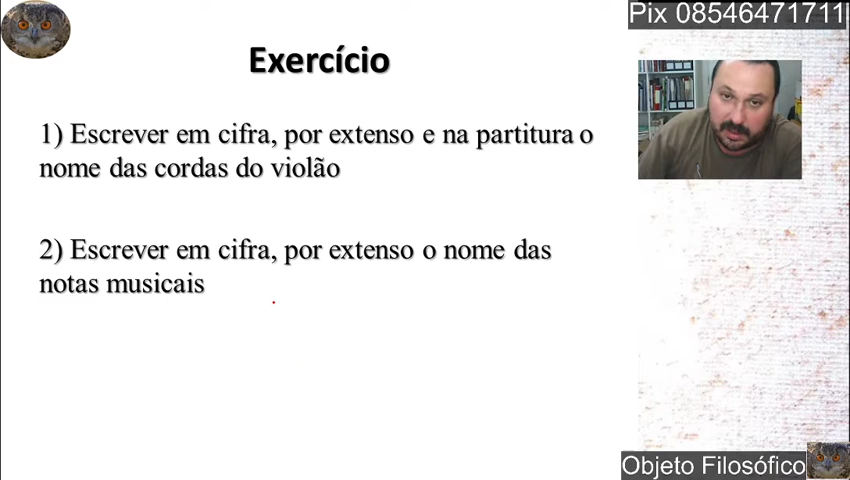 Pix 08546471711
Exercício
1) Escrever em cifra, por extenso e na partitura o
nome das cordas do violão
2) Escrever em cifra, por extenso o nome das
notas musicais
Objeto Filosófico